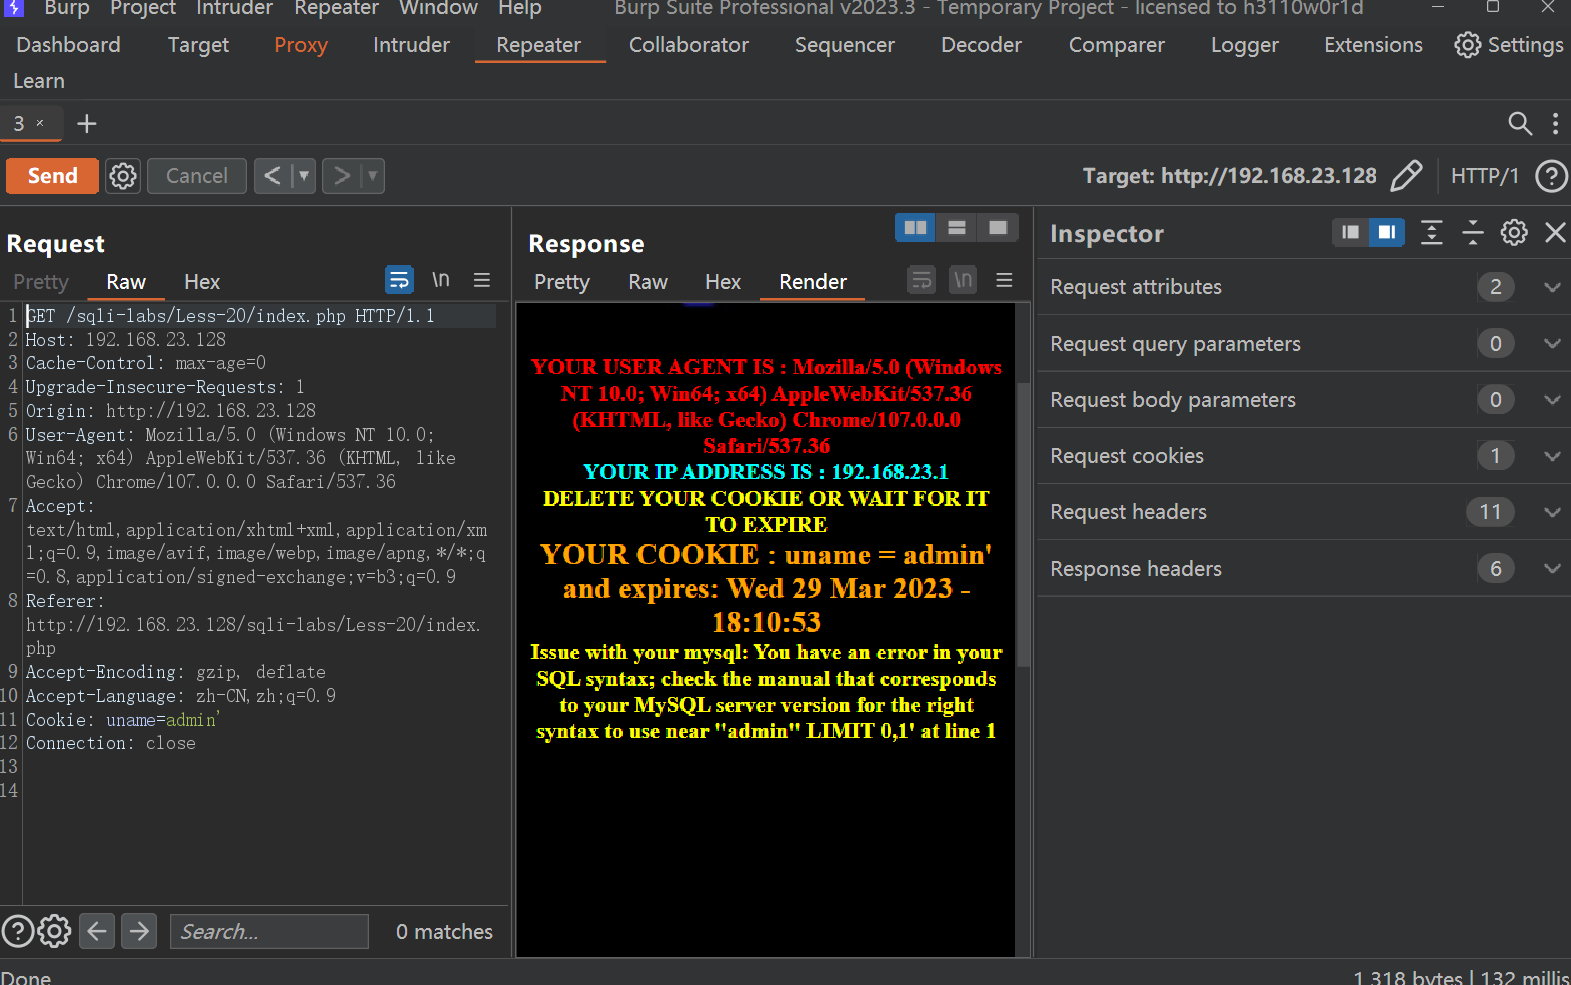 Burp Project Intruder Repeater Window Help Burp Suite Professional v2023.3 - Temporary Project - licensed to h3110w0r1d
Dashboard Target Proxy Intruder Repeater Collaborator Sequencer Decoder Comparer Logger Extensions Settings
Learn
3 ×
Send Cancel < > Target: http://192.168.23.128 HTTP/1
Request
Pretty Raw Hex \n
1 GET /sqli-labs/Less-20/index.php HTTP/1.1
2 Host: 192.168.23.128
3 Cache-Control: max-age=0
4 Upgrade-Insecure-Requests: 1
5 Origin: http://192.168.23.128
6 User-Agent: Mozilla/5.0 (Windows NT 10.0;
Win64; x64) AppleWebKit/537.36 (KHTML, like
Gecko) Chrome/107.0.0.0 Safari/537.36
7 Accept:
text/html,application/xhtml+xml,application/xm
l;q=0.9,image/avif,image/webp,image/apng,*/*;q
=0.8,application/signed-exchange;v=b3;q=0.9
8 Referer:
http://192.168.23.128/sqli-labs/Less-20/index.
php
9 Accept-Encoding: gzip, deflate
10 Accept-Language: zh-CN,zh;q=0.9
11 Cookie: uname=admin'
12 Connection: close
13
14
Search... 0 matches
Response
Pretty Raw Hex Render \n
YOUR USER AGENT IS : Mozilla/5.0 (Windows
NT 10.0; Win64; x64) AppleWebKit/537.36
(KHTML, like Gecko) Chrome/107.0.0.0
Safari/537.36
YOUR IP ADDRESS IS : 192.168.23.1
DELETE YOUR COOKIE OR WAIT FOR IT
TO EXPIRE
YOUR COOKIE : uname = admin'
and expires: Wed 29 Mar 2023 -
18:10:53
Issue with your mysql: You have an error in your
SQL syntax; check the manual that corresponds
to your MySQL server version for the right
syntax to use near ''admin'' LIMIT 0,1' at line 1
Inspector
Request attributes 2
Request query parameters 0
Request body parameters 0
Request cookies 1
Request headers 11
Response headers 6
Done 1,318 bytes | 132 millis